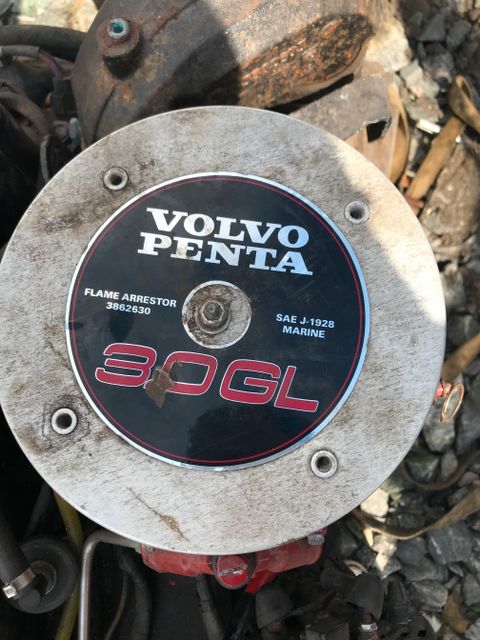 VOLVO
PENTA
FLAME ARRESTOR
3862630
SAE J-1928
MARINE
30GL